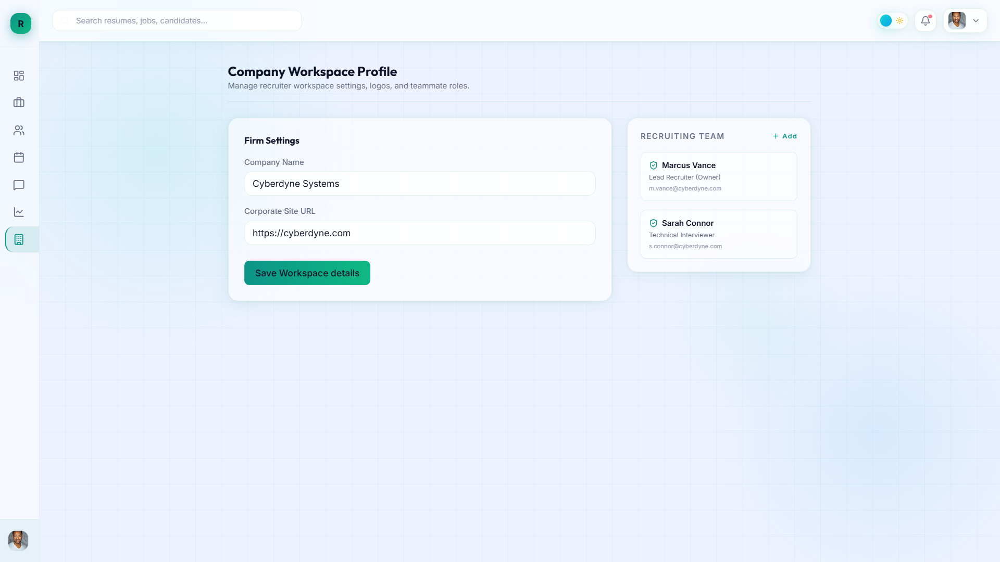 R
Search resumes, jobs, candidates...
Company Workspace Profile
Manage recruiter workspace settings, logos, and teammate roles.
Firm Settings
Company Name
Cyberdyne Systems
Corporate Site URL
https://cyberdyne.com
Save Workspace details
RECRUITING TEAM
Add
Marcus Vance
Lead Recruiter (Owner)
m.vance@cyberdyne.com
Sarah Connor
Technical Interviewer
s.connor@cyberdyne.com